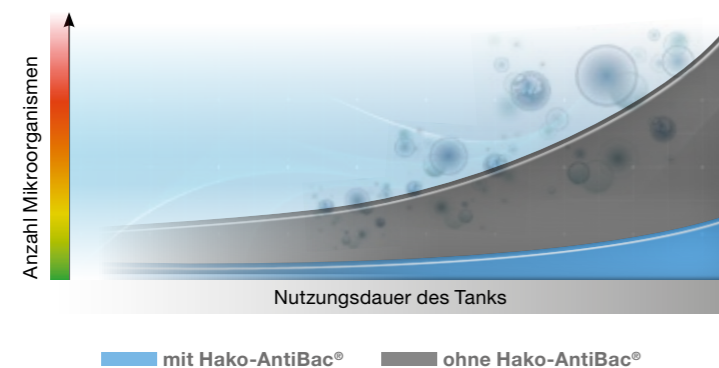 Anzahl Mikroorganismen
Nutzungsdauer des Tanks
mit Hako-AntiBac®
ohne Hako-AntiBac®